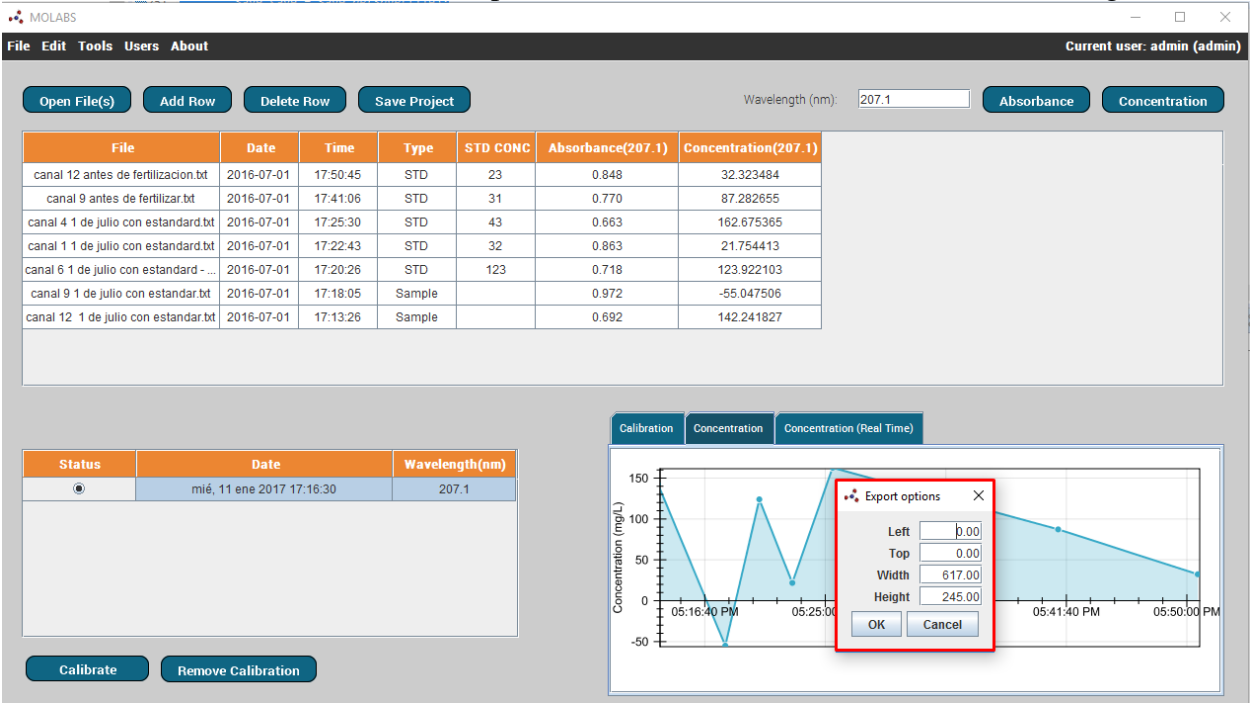 MOLABS
File Edit Tools Users About Current user: admin (admin)
Open File(s) Add Row Delete Row Save Project Wavelength (nm): 207.1 Absorbance Concentration
File Date Time Type STD CONC Absorbance(207.1) Concentration(207.1)
canal 12 antes de fertilizacion.txt 2016-07-01 17:50:45 STD 23 0.848 32.323484
canal 9 antes de fertilizar.txt 2016-07-01 17:41:06 STD 31 0.770 87.282655
canal 4 1 de julio con estandard.txt 2016-07-01 17:25:30 STD 43 0.663 162.675365
canal 1 1 de julio con estandard.txt 2016-07-01 17:22:43 STD 32 0.863 21.754413
canal 6 1 de julio con estandard - ... 2016-07-01 17:20:26 STD 123 0.718 123.922103
canal 9 1 de julio con estandar.txt 2016-07-01 17:18:05 Sample 0.972 -55.047506
canal 12 1 de julio con estandar.txt 2016-07-01 17:13:26 Sample 0.692 142.241827
Calibration Concentration Concentration (Real Time)
Status Date Wavelength(nm)
mié, 11 ene 2017 17:16:30 207.1
Concentration (mg/L)
150
100
50
0
-50
05:16:40 PM 05:25:00 05:41:40 PM 05:50:00 PM
Export options
Left 0.00
Top 0.00
Width 617.00
Height 245.00
OK Cancel
Calibrate Remove Calibration